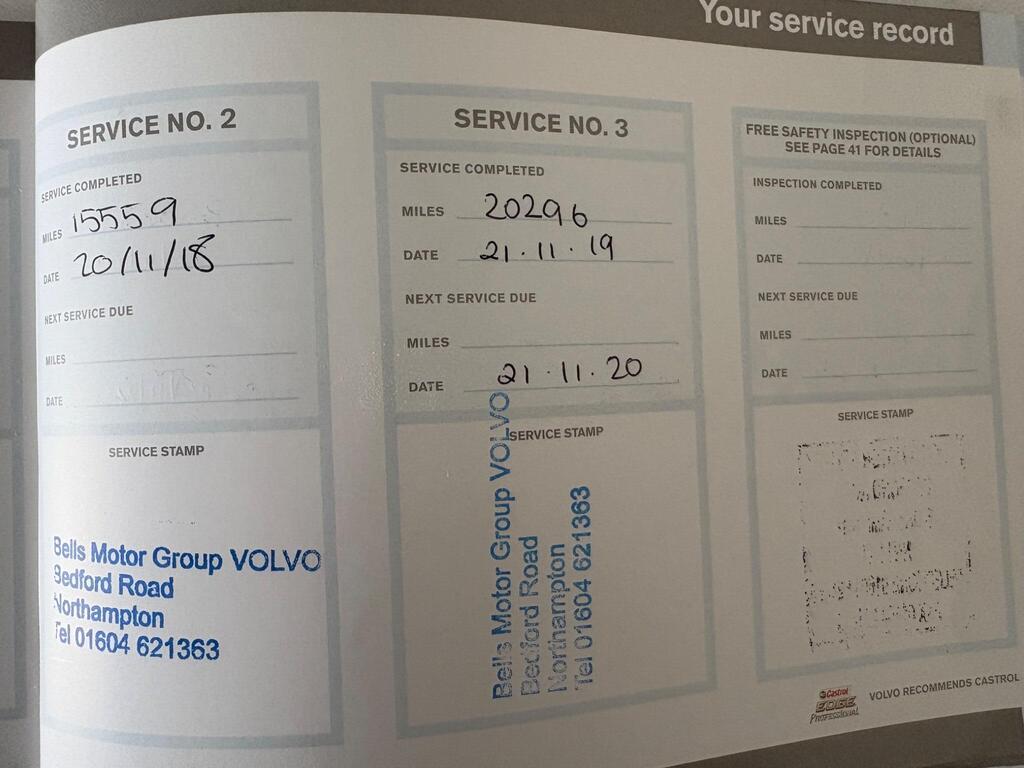 Your service record
SERVICE NO. 2
SERVICE COMPLETED
MILES 15559
DATE 20/11/18
NEXT SERVICE DUE
MILES
DATE
SERVICE STAMP
Bells Motor Group VOLVO
Bedford Road
Northampton
Tel 01604 621363
SERVICE NO. 3
SERVICE COMPLETED
MILES 20296
DATE 21.11.19
NEXT SERVICE DUE
MILES
DATE 21.11.20
SERVICE STAMP
Bells Motor Group VOLVO
Bedford Road
Northampton
Tel 01604 621363
FREE SAFETY INSPECTION (OPTIONAL)
SEE PAGE 41 FOR DETAILS
INSPECTION COMPLETED
MILES
DATE
NEXT SERVICE DUE
MILES
DATE
SERVICE STAMP
Castrol
EDGE
Professional
VOLVO RECOMMENDS CASTROL